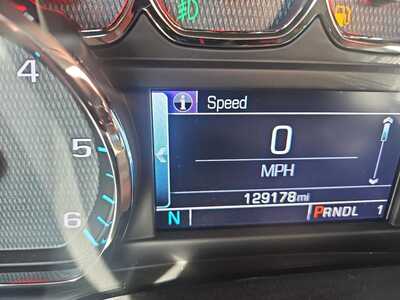 4
5
6
Speed
0
MPH
129178mi
N
PRNDL 1